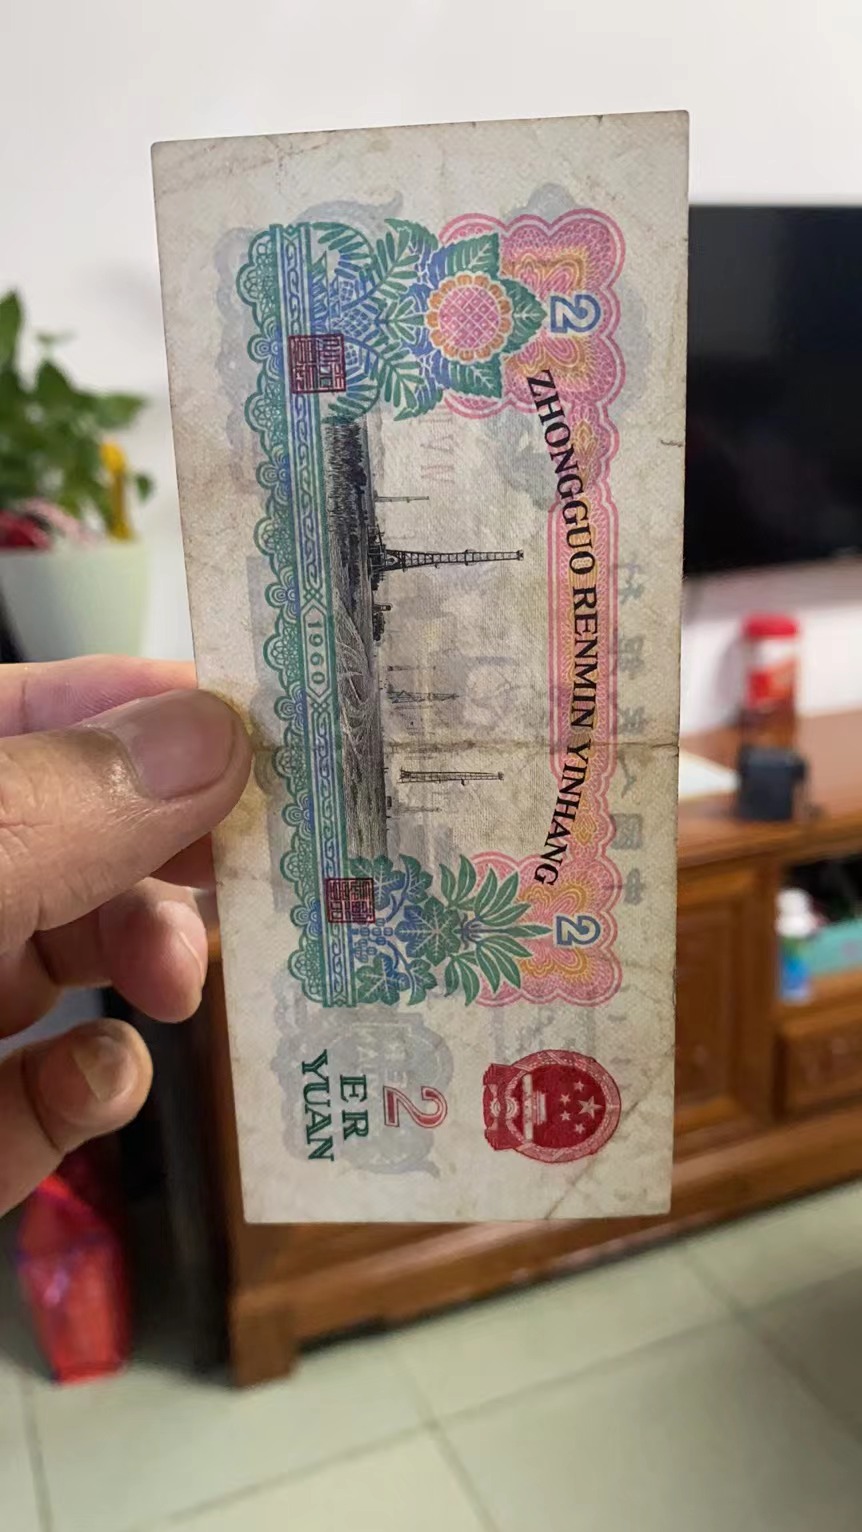 ZHONGGUO RENMIN YINHANG
2
2
1960
2
ER
YUAN